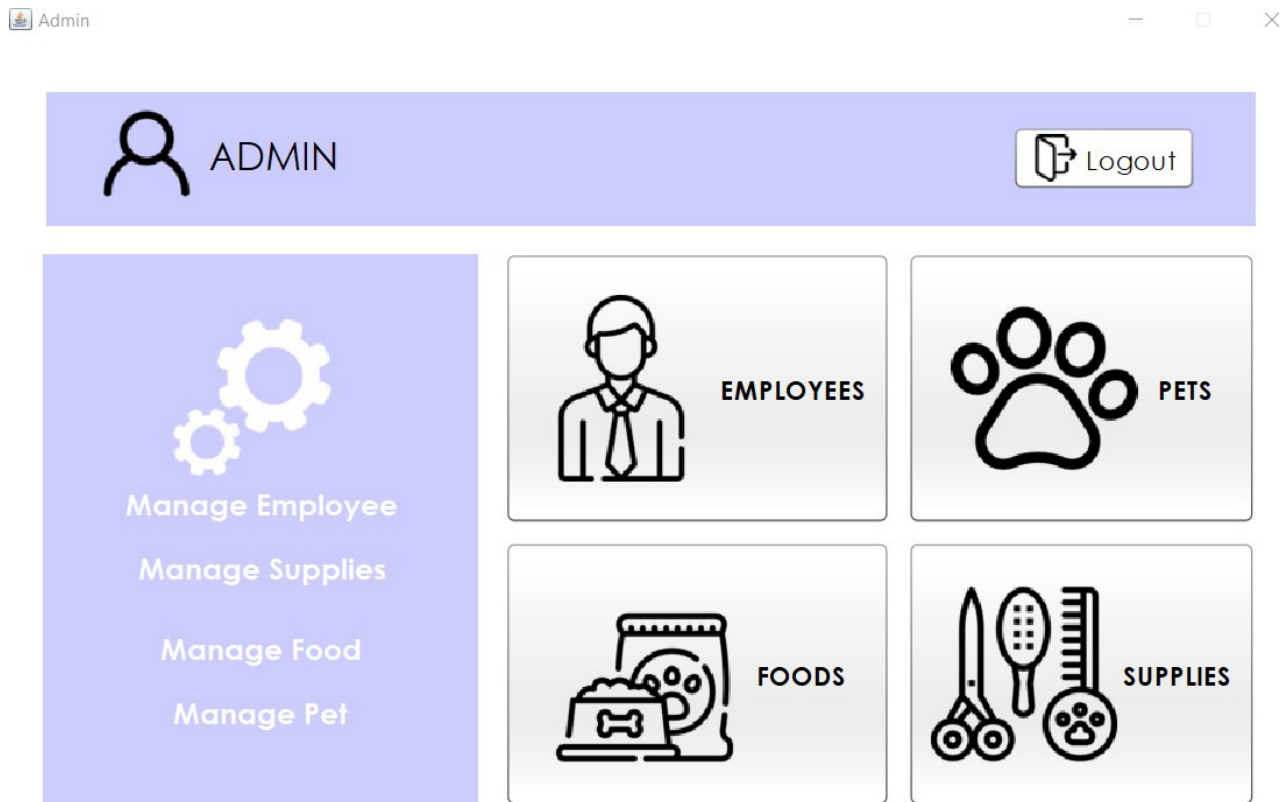 Admin
ADMIN
Logout
Manage Employee
Manage Supplies
Manage Food
Manage Pet
EMPLOYEES
PETS
FOODS
SUPPLIES